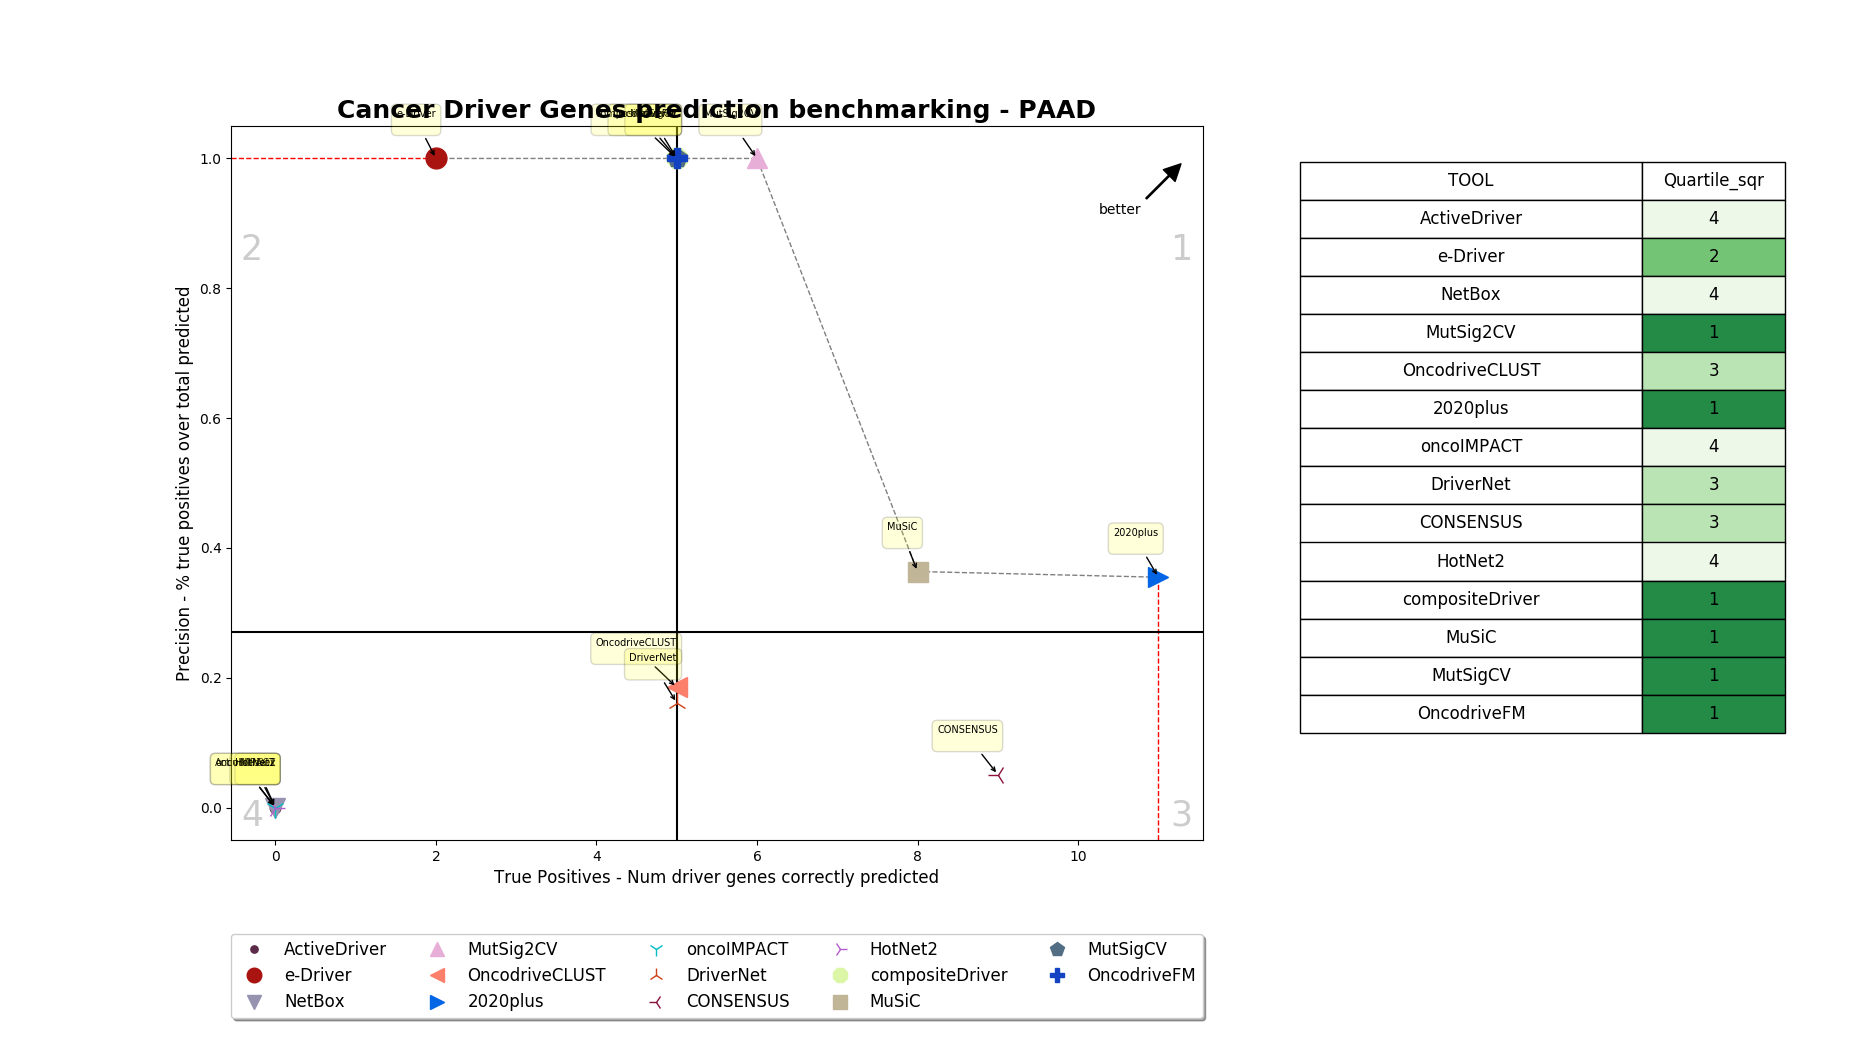 Cancer Driver Genes prediction benchmarking - PAAD
e-Driver
MutSig2CV
1.0
better
2
1
0.8
0.6
MuSiC
2020plus
0.4
OncodriveCLUST
DriverNet
0.2
CONSENSUS
HotNet2
0.0
4
3
0
2
4
6
8
10
Precision - % true positives over total predicted
True Positives - Num driver genes correctly predicted
ActiveDriver
e-Driver
NetBox
MutSig2CV
OncodriveCLUST
2020plus
oncoIMPACT
DriverNet
CONSENSUS
HotNet2
compositeDriver
MuSiC
MutSigCV
OncodriveFM
TOOL Quartile_sqr
ActiveDriver 4
e-Driver 2
NetBox 4
MutSig2CV 1
OncodriveCLUST 3
2020plus 1
oncoIMPACT 4
DriverNet 3
CONSENSUS 3
HotNet2 4
compositeDriver 1
MuSiC 1
MutSigCV 1
OncodriveFM 1